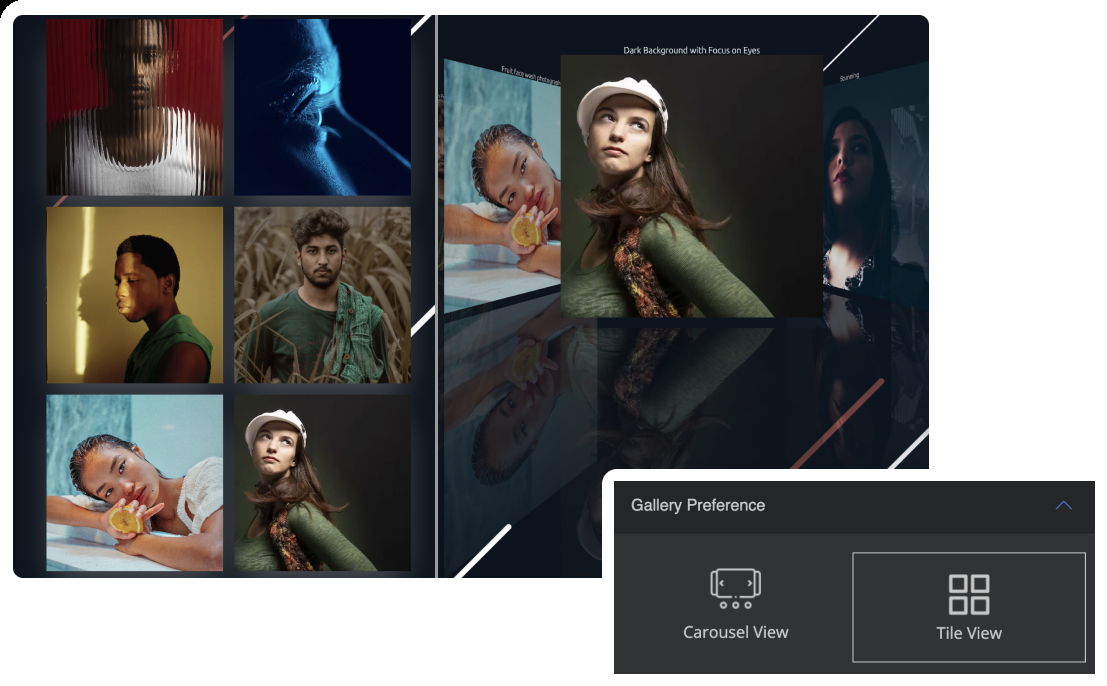 Dark Background with Focus on Eyes
Fruit face wash photograph
Stunning
Gallery Preference
Carousel View
Tile View